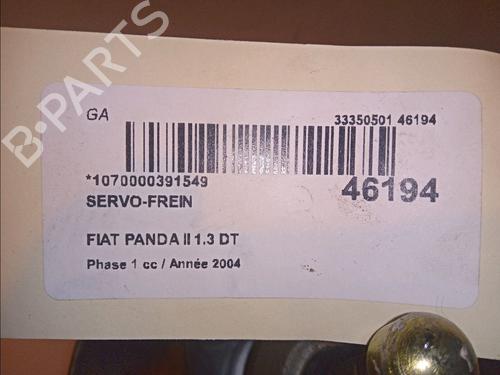 B-PARTS
GA
33350501 46194
*1070000391549
46194
SERVO-FREIN
FIAT PANDA II 1.3 DT
Phase 1 cc / Année 2004